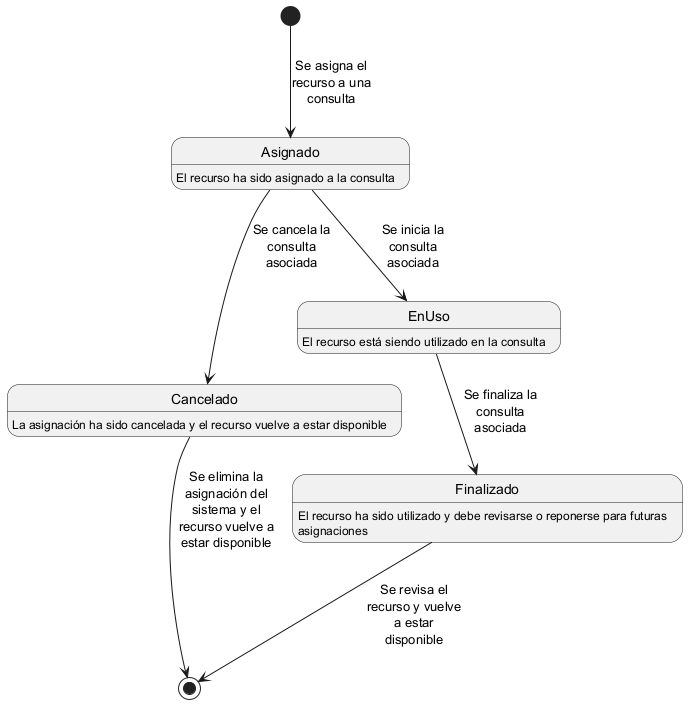 Se asigna el
recurso a una
consulta
Asignado
El recurso ha sido asignado a la consulta
Se cancela la
consulta
asociada
Se inicia la
consulta
asociada
EnUso
El recurso está siendo utilizado en la consulta
Cancelado
La asignación ha sido cancelada y el recurso vuelve a estar disponible
Se finaliza la
consulta
asociada
Se elimina la
asignación del
sistema y el
recurso vuelve a
estar disponible
Finalizado
El recurso ha sido utilizado y debe revisarse o reponerse para futuras
asignaciones
Se revisa el
recurso y vuelve
a estar
disponible